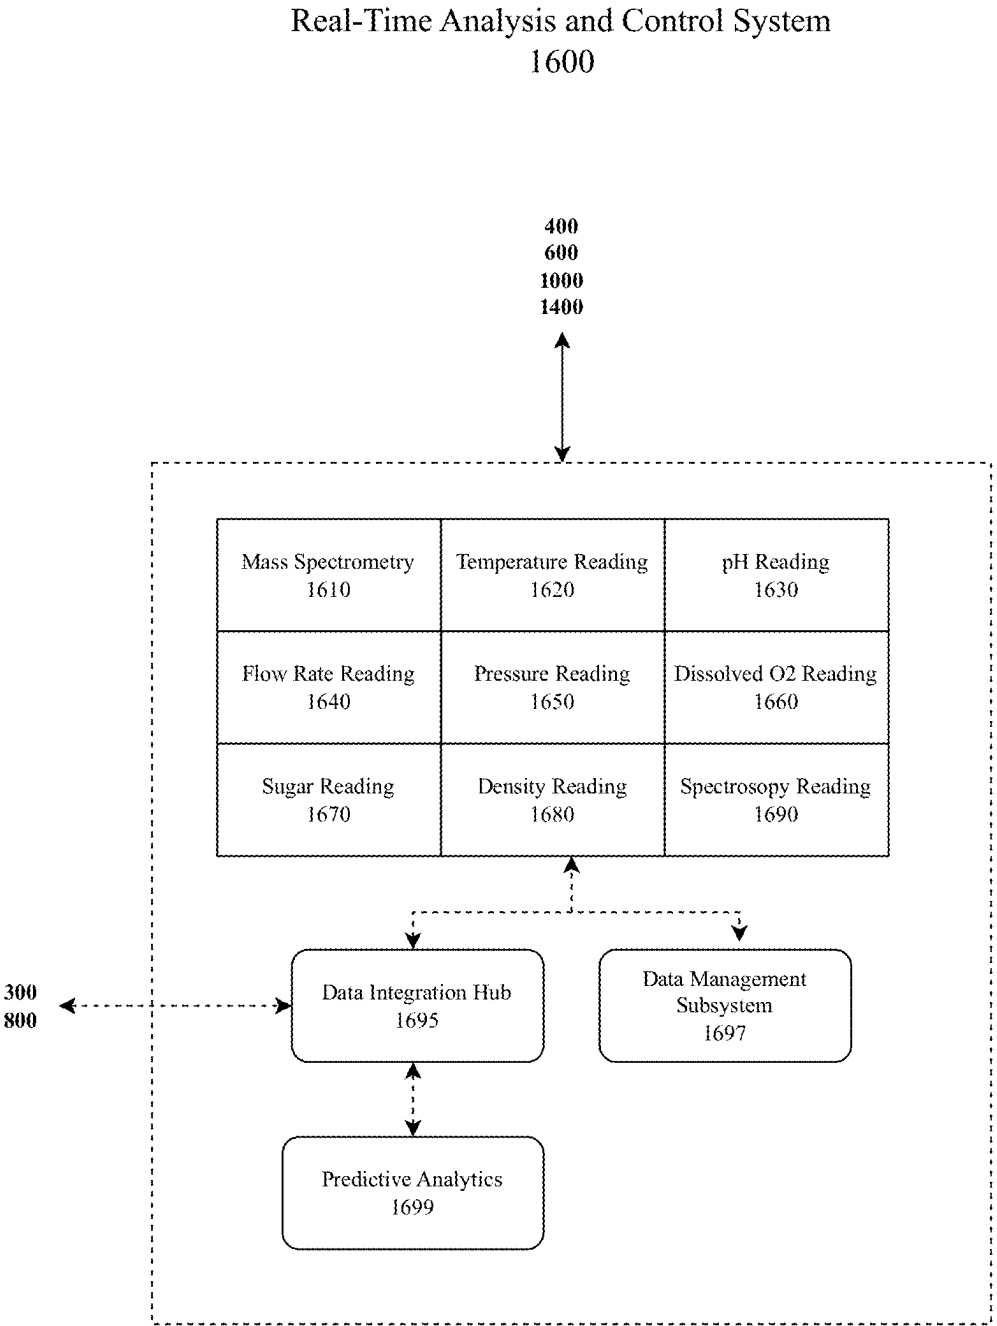 Real-Time Analysis and Control System
1600
400
600
1000
1400
Mass Spectrometry
1610
Temperature Reading
1620
pH Reading
1630
Flow Rate Reading
1640
Pressure Reading
1650
Dissolved O2 Reading
1660
Sugar Reading
1670
Density Reading
1680
Spectrosopy Reading
1690
300
800
Data Integration Hub
1695
Data Management
Subsystem
1697
Predictive Analytics
1699